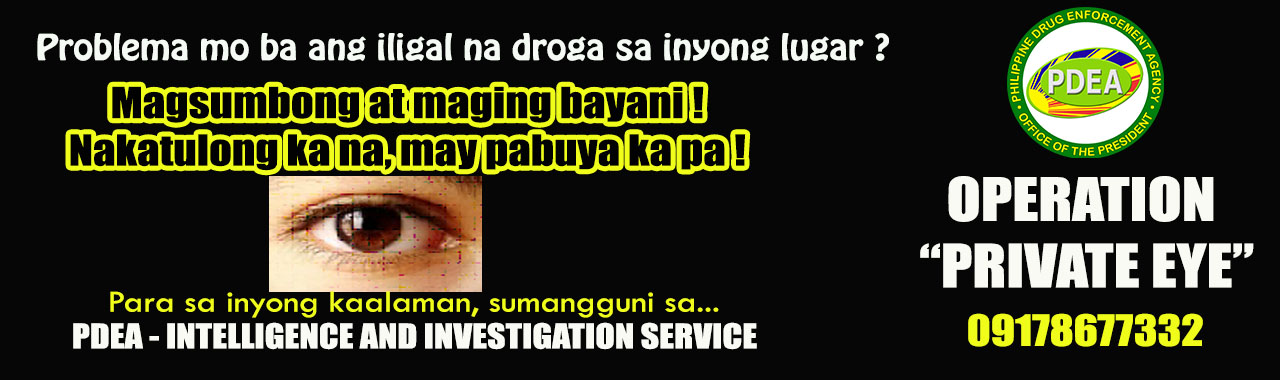 Problema mo ba ang iligal na droga sa inyong lugar ?
Magsumbong at maging bayani !
Nakatulong ka na, may pabuya ka pa !
Para sa inyong kaalaman, sumangguni sa...
PDEA - INTELLIGENCE AND INVESTIGATION SERVICE
PHILIPPINE DRUG ENFORCEMENT AGENCY
PDEA
OFFICE OF THE PRESIDENT
OPERATION
“PRIVATE EYE”
09178677332